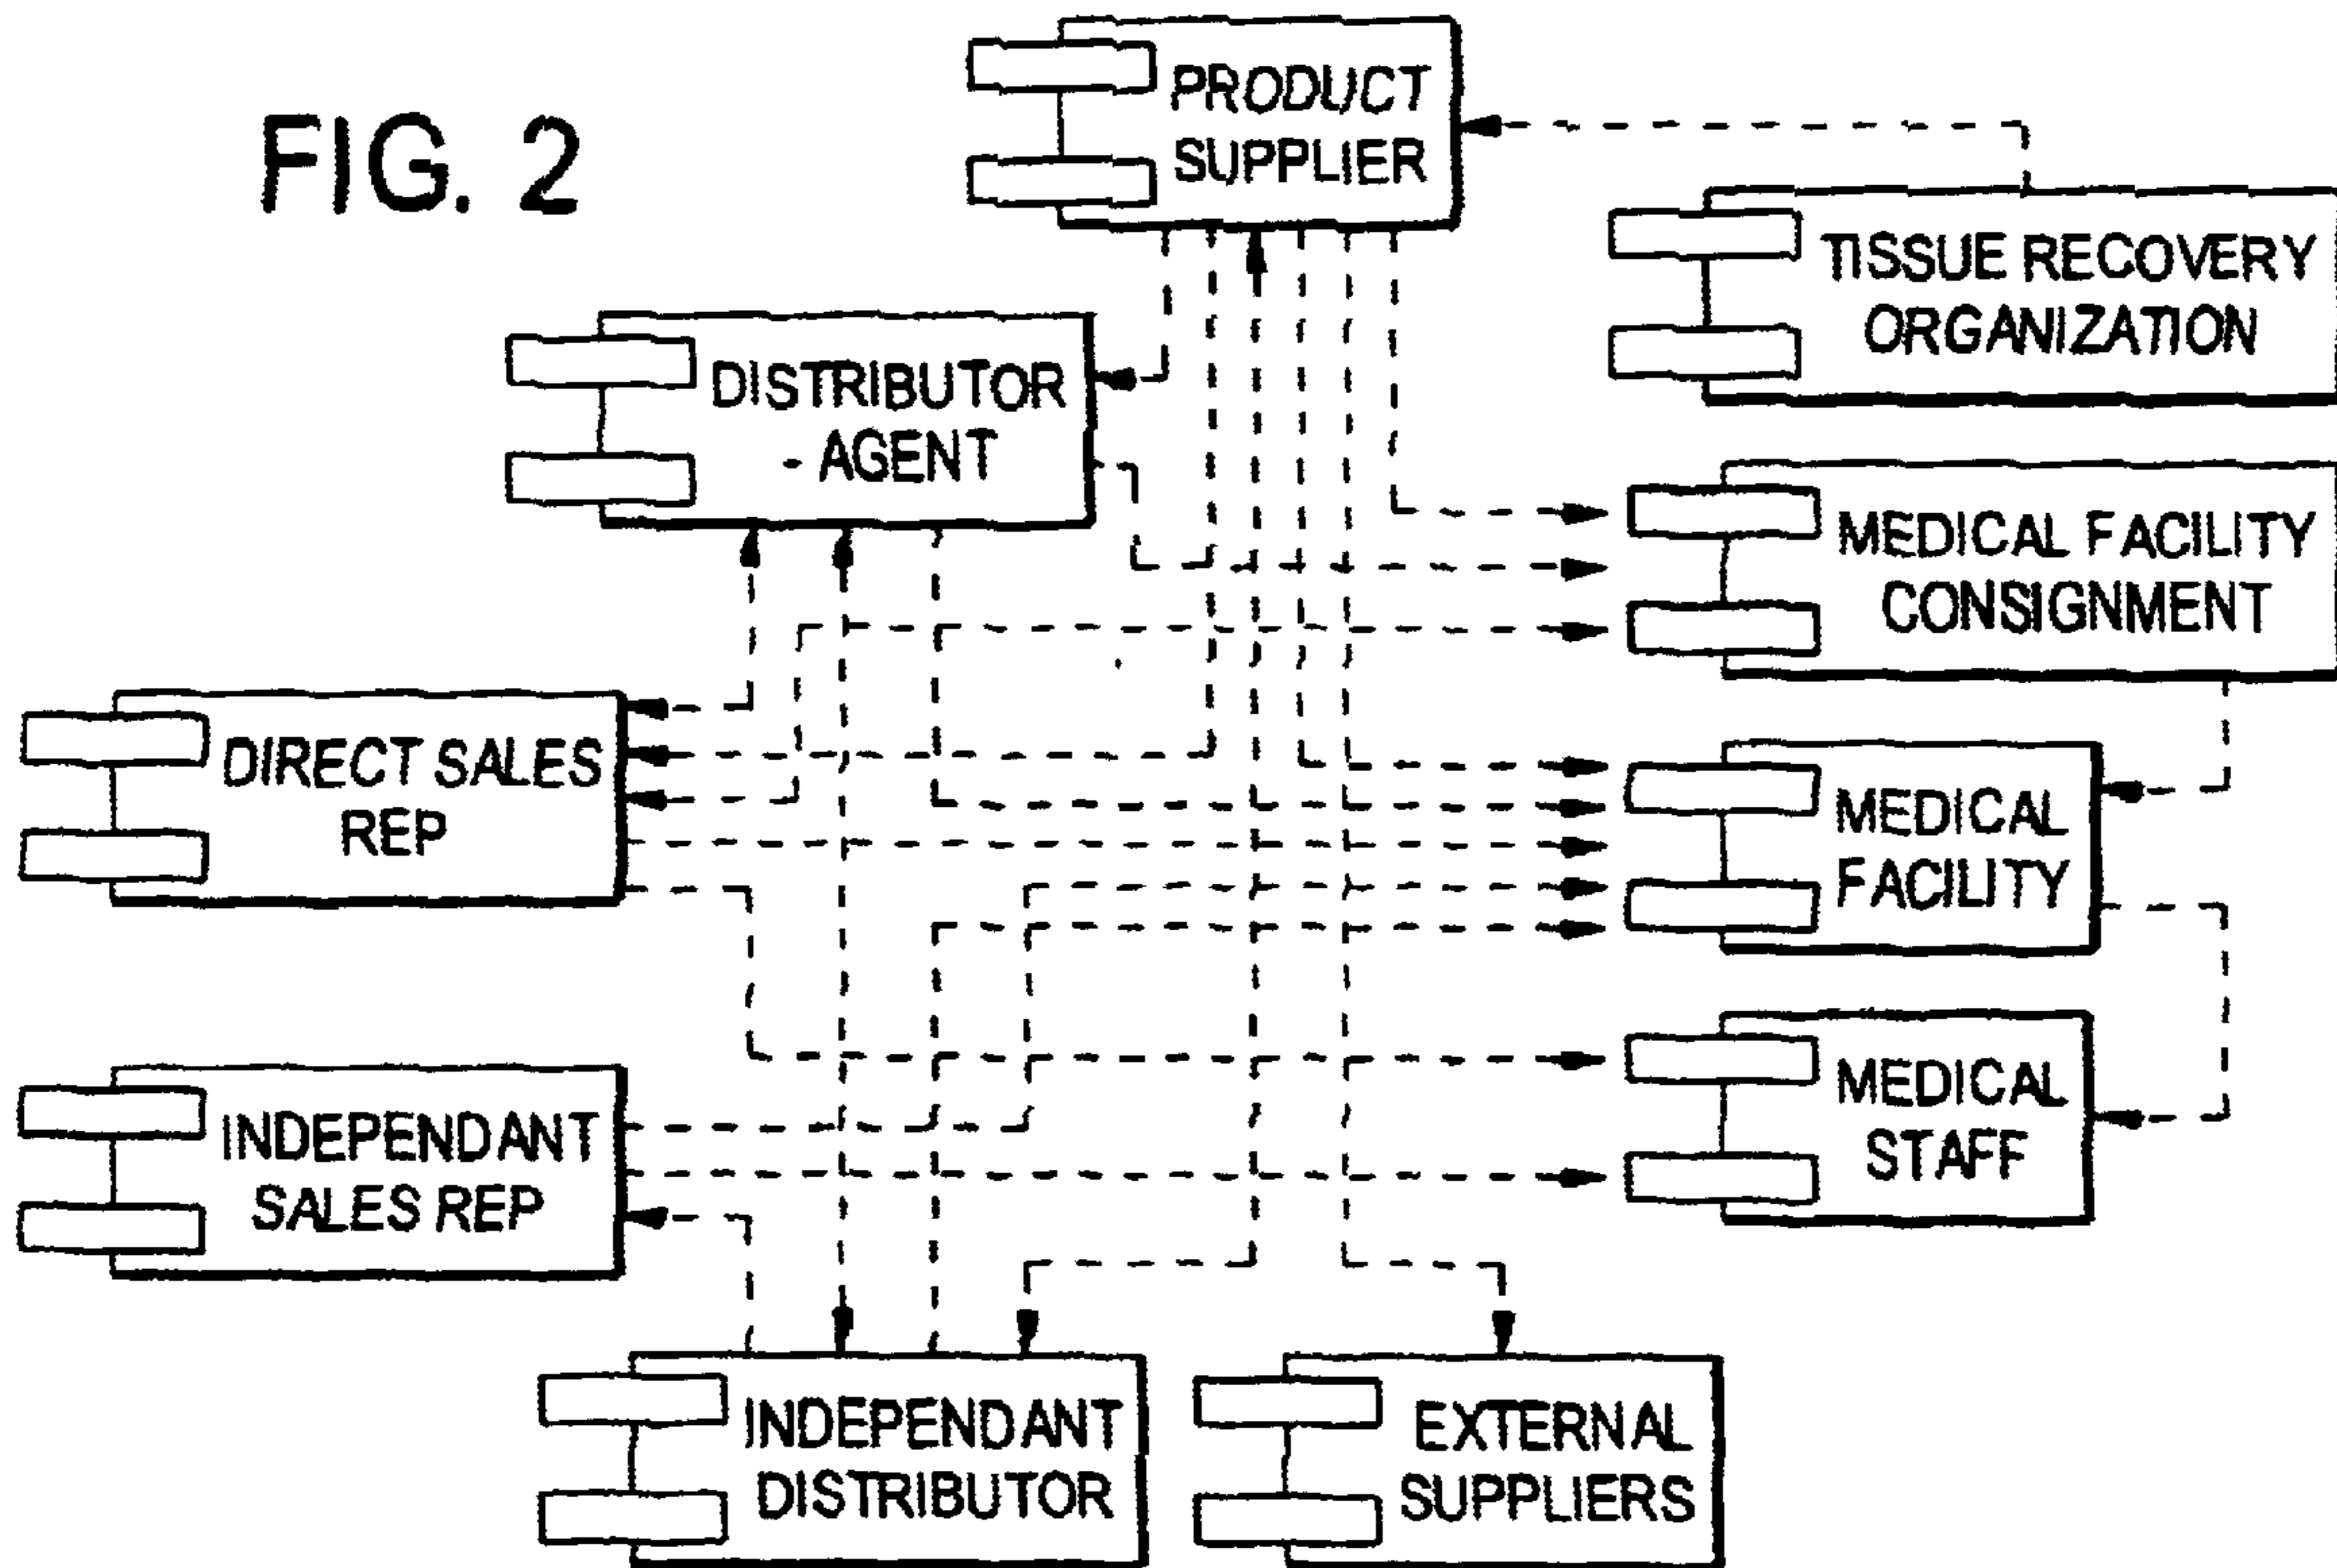 FIG. 2
PRODUCT
SUPPLIER
TISSUE RECOVERY
ORGANIZATION
DISTRIBUTOR
- AGENT
MEDICAL FACILITY
CONSIGNMENT
DIRECT SALES
REP
MEDICAL
FACILITY
MEDICAL
STAFF
INDEPENDANT
SALES REP
INDEPENDANT
DISTRIBUTOR
EXTERNAL
SUPPLIERS